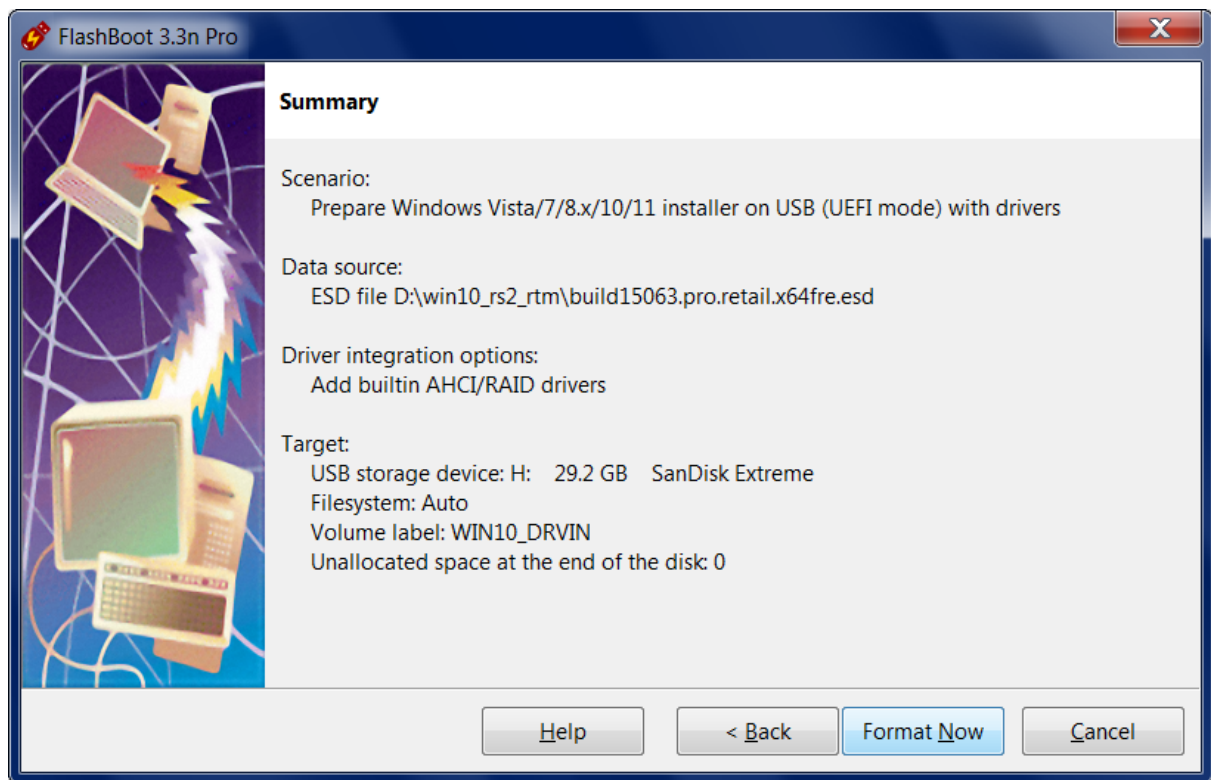 FlashBoot 3.3n Pro
X
Summary
Scenario:
Prepare Windows Vista/7/8.x/10/11 installer on USB (UEFI mode) with drivers
Data source:
ESD file D:\win10_rs2_rtm\build15063.pro.retail.x64fre.esd
Driver integration options:
Add builtin AHCI/RAID drivers
Target:
USB storage device: H: 29.2 GB SanDisk Extreme
Filesystem: Auto
Volume label: WIN10_DRVIN
Unallocated space at the end of the disk: 0
Help < Back Format Now Cancel